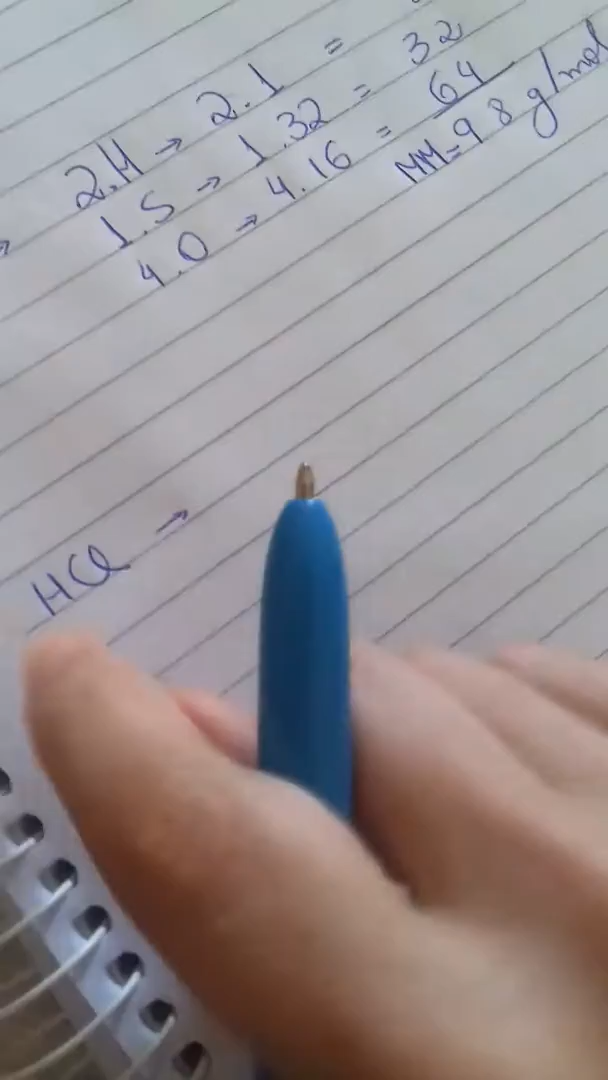 2.H → 2.1 =
1.S → 1.32 = 32
4.O → 4.16 = 64
MM=98 g/mol
HCl →